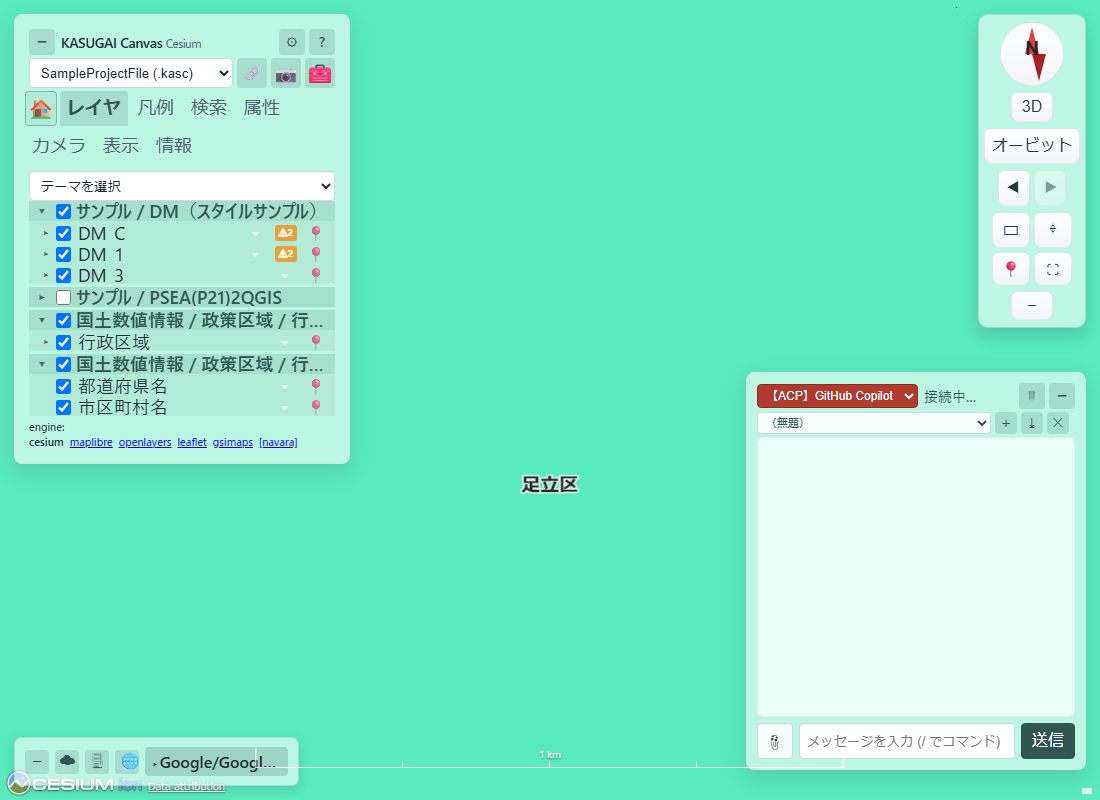 KASUGAI Canvas Cesium
?
SampleProjectFile (.kasc)
レイヤ 凡例 検索 属性
カメラ 表示 情報
テーマを選択
サンプル / DM（スタイルサンプル）
DM C 2
DM 1 2
DM 3
サンプル / PSEA(P21)2QGIS
国土数値情報 / 政策区域 / 行...
行政区域
国土数値情報 / 政策区域 / 行...
都道府県名
市区町村名
engine:
cesium maplibre openlayers leaflet gsimaps [navara]
N
3D
オービット
足立区
【ACP】GitHub Copilot 接続中...
（無題）
メッセージを入力 (/ でコマンド) 送信
1 km
Google/Googl...
CESIUM ion Data attribution